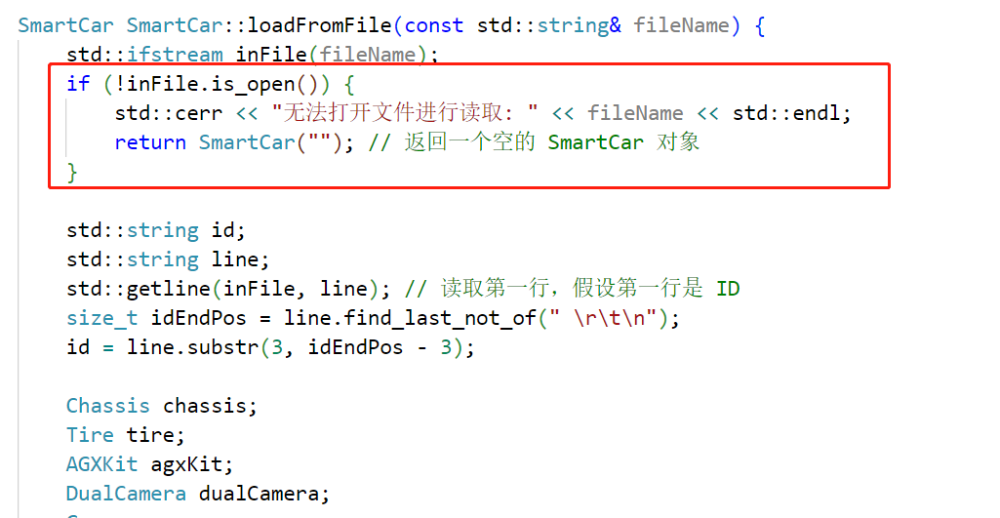 SmartCar SmartCar::loadFromFile(const std::string& fileName) {
std::ifstream inFile(fileName);
if (!inFile.is_open()) {
std::cerr << "无法打开文件进行读取: " << fileName << std::endl;
return SmartCar(""); // 返回一个空的 SmartCar 对象
}
std::string id;
std::string line;
std::getline(inFile, line); // 读取第一行，假设第一行是 ID
size_t idEndPos = line.find_last_not_of(" \r\t\n");
id = line.substr(3, idEndPos - 3);
Chassis chassis;
Tire tire;
AGXKit agxKit;
DualCamera dualCamera;